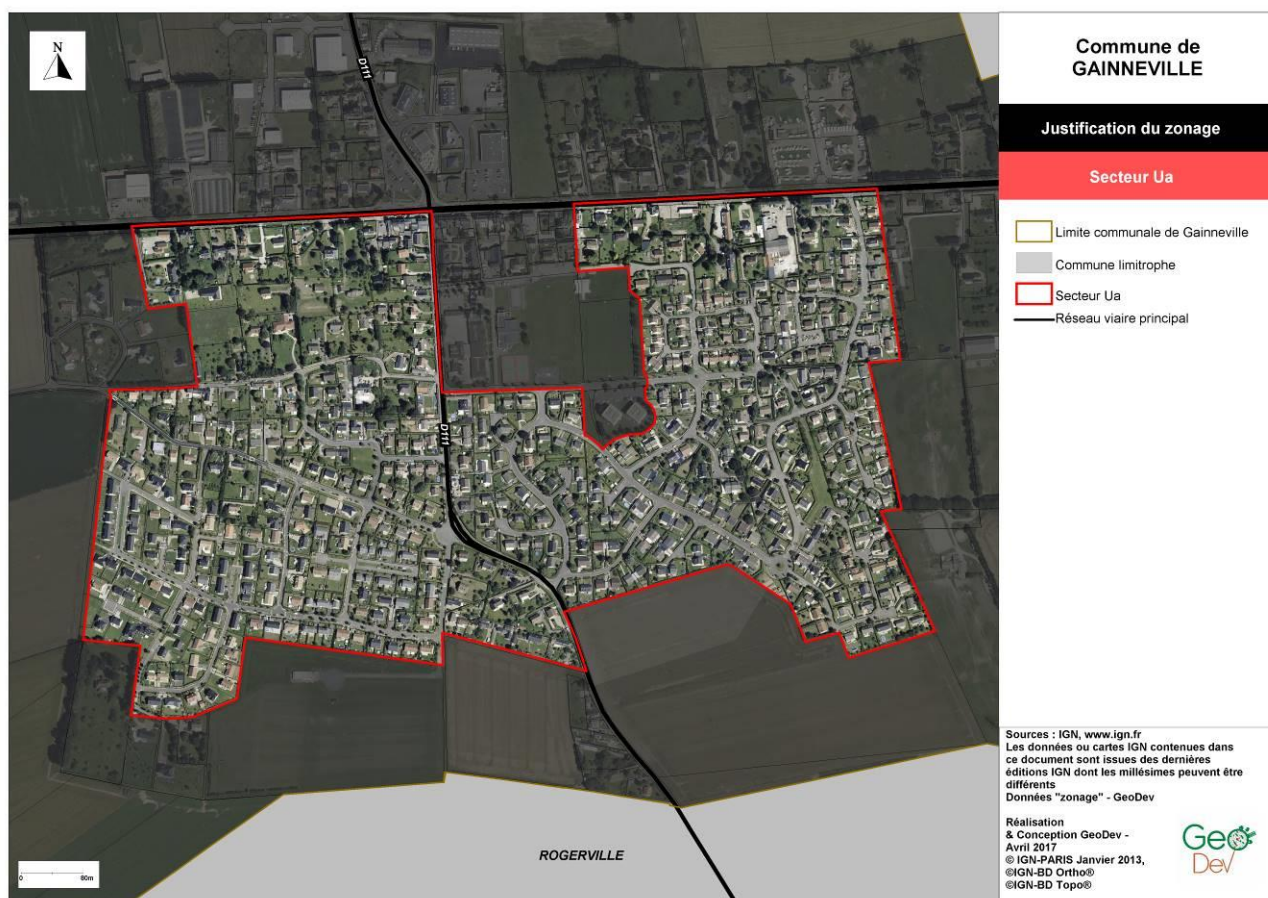 N
D111
D111
ROGERVILLE
0 80m
Commune de
GAINNEVILLE
Justification du zonage
Secteur Ua
Limite communale de Gainneville
Commune limitrophe
Secteur Ua
Réseau viaire principal
Sources : IGN, www.ign.fr
Les données ou cartes IGN contenues dans
ce document sont issues des dernières
éditions IGN dont les millésimes peuvent être
différents
Données "zonage" - GeoDev
Réalisation
& Conception GeoDev -
Avril 2017
© IGN-PARIS Janvier 2013,
©IGN-BD Ortho®
©IGN-BD Topo®
Geo
Dev